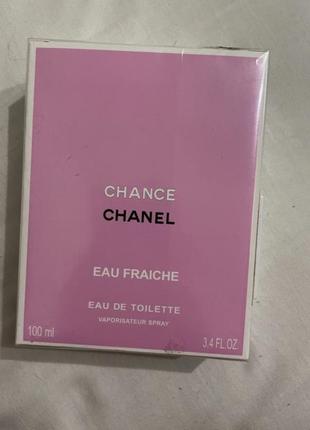 CHANCE
CHANEL
EAU FRAICHE
EAU DE TOILETTE
VAPORISATEUR SPRAY
100 ml 3.4 FL.OZ.